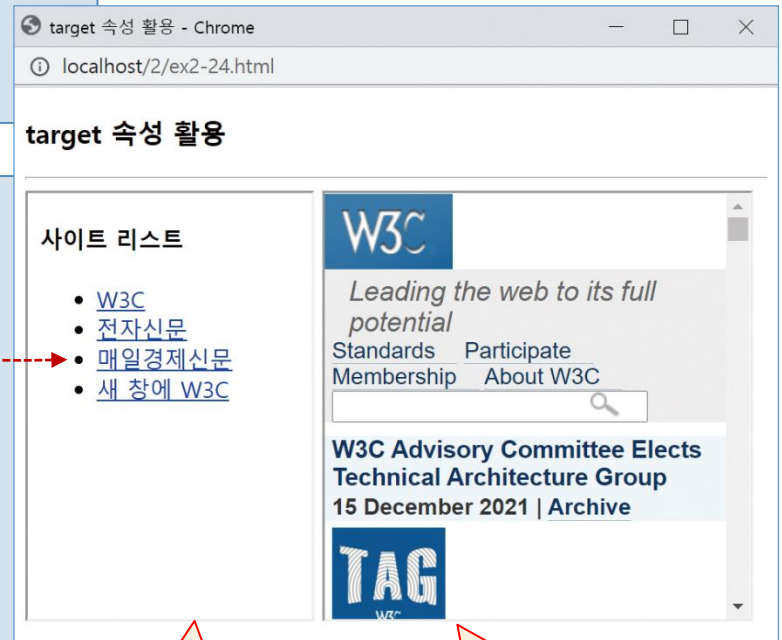 target 속성 활용 - Chrome
localhost/2/ex2-24.html
target 속성 활용
사이트 리스트
W3C
전자신문
매일경제신문
새 창에 W3C
W3C
Leading the web to its full
potential
Standards Participate
Membership About W3C
W3C Advisory Committee Elects
Technical Architecture Group
15 December 2021 | Archive
TAG
W3C